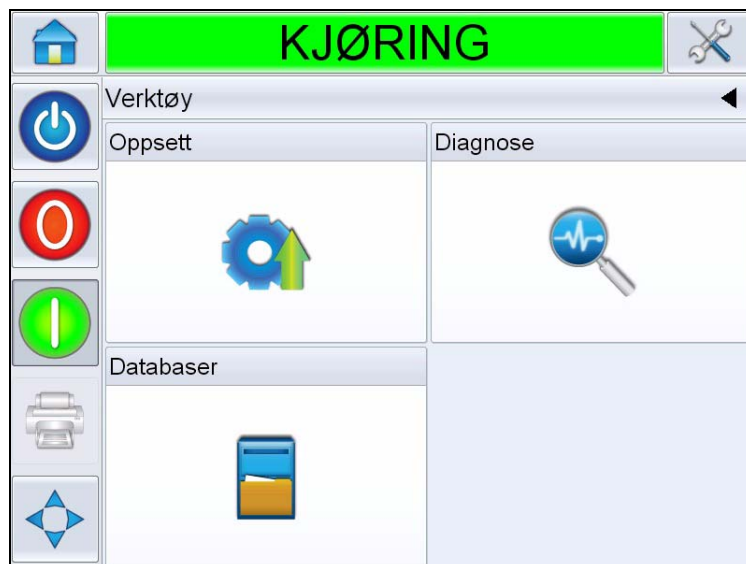 KJØRING
Verktøy
Oppsett
Diagnose
Databaser